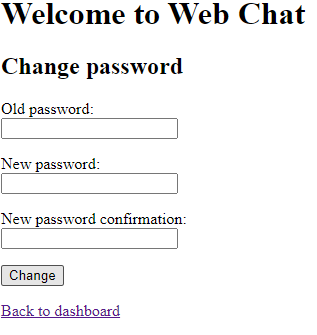 Welcome to Web Chat
Change password
Old password:
New password:
New password confirmation:
Change
Back to dashboard